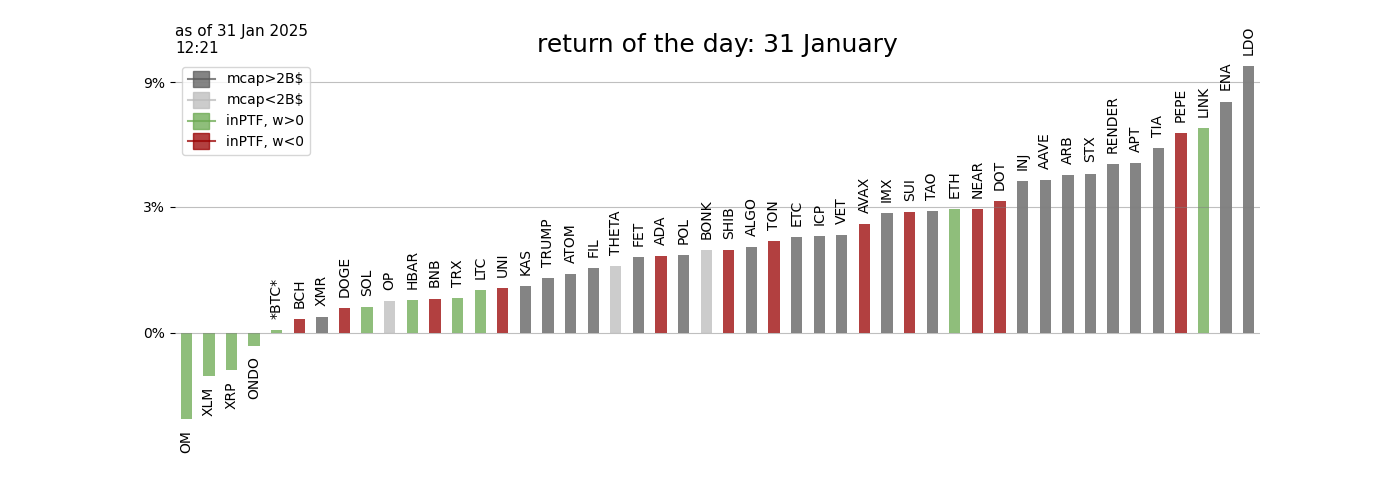 as of 31 Jan 2025
12:21
return of the day: 31 January
mcap>2B$
mcap<2B$
inPTF, w>0
inPTF, w<0
9%
3%
0%
OM
XLM
XRP
ONDO
*BTC*
BCH
XMR
DOGE
SOL
OP
HBAR
BNB
TRX
LTC
UNI
KAS
TRUMP
ATOM
FIL
THETA
FET
ADA
POL
BONK
SHIB
ALGO
TON
ETC
ICP
VET
AVAX
IMX
SUI
TAO
ETH
NEAR
DOT
INJ
AAVE
ARB
STX
RENDER
APT
TIA
PEPE
LINK
ENA
LDO